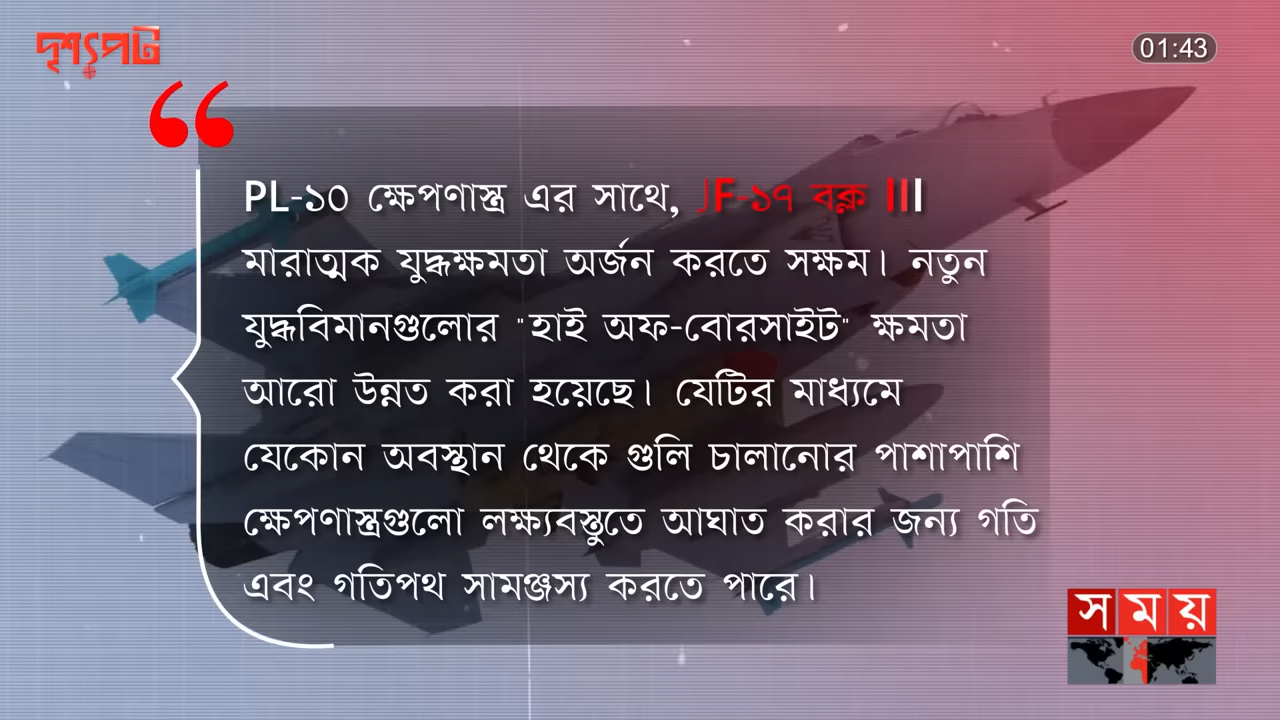 দৃশ্যপট
01:43
PL-১০ ক্ষেপণাস্ত্র এর সাথে, JF-১৭ বক্ল III
মারাত্মক যুদ্ধক্ষমতা অর্জন করতে সক্ষম। নতুন
যুদ্ধবিমানগুলোর "হাই অফ-বোরসাইট" ক্ষমতা
আরো উন্নত করা হয়েছে। যেটির মাধ্যমে
যেকোন অবস্থান থেকে গুলি চালানোর পাশাপাশি
ক্ষেপণাস্ত্রগুলো লক্ষ্যবস্তুতে আঘাত করার জন্য গতি
এবং গতিপথ সামঞ্জস্য করতে পারে।
সময়